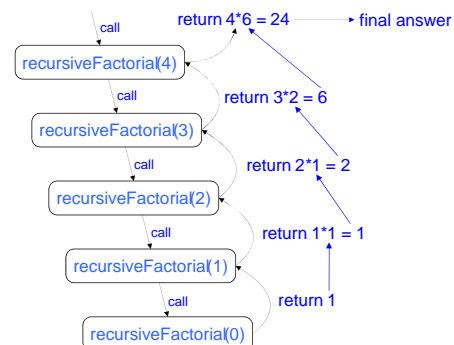 call
return 4*6 = 24
final answer
recursiveFactorial(4)
call
return 3*2 = 6
recursiveFactorial(3)
call
return 2*1 = 2
recursiveFactorial(2)
call
return 1*1 = 1
recursiveFactorial(1)
call
return 1
recursiveFactorial(0)